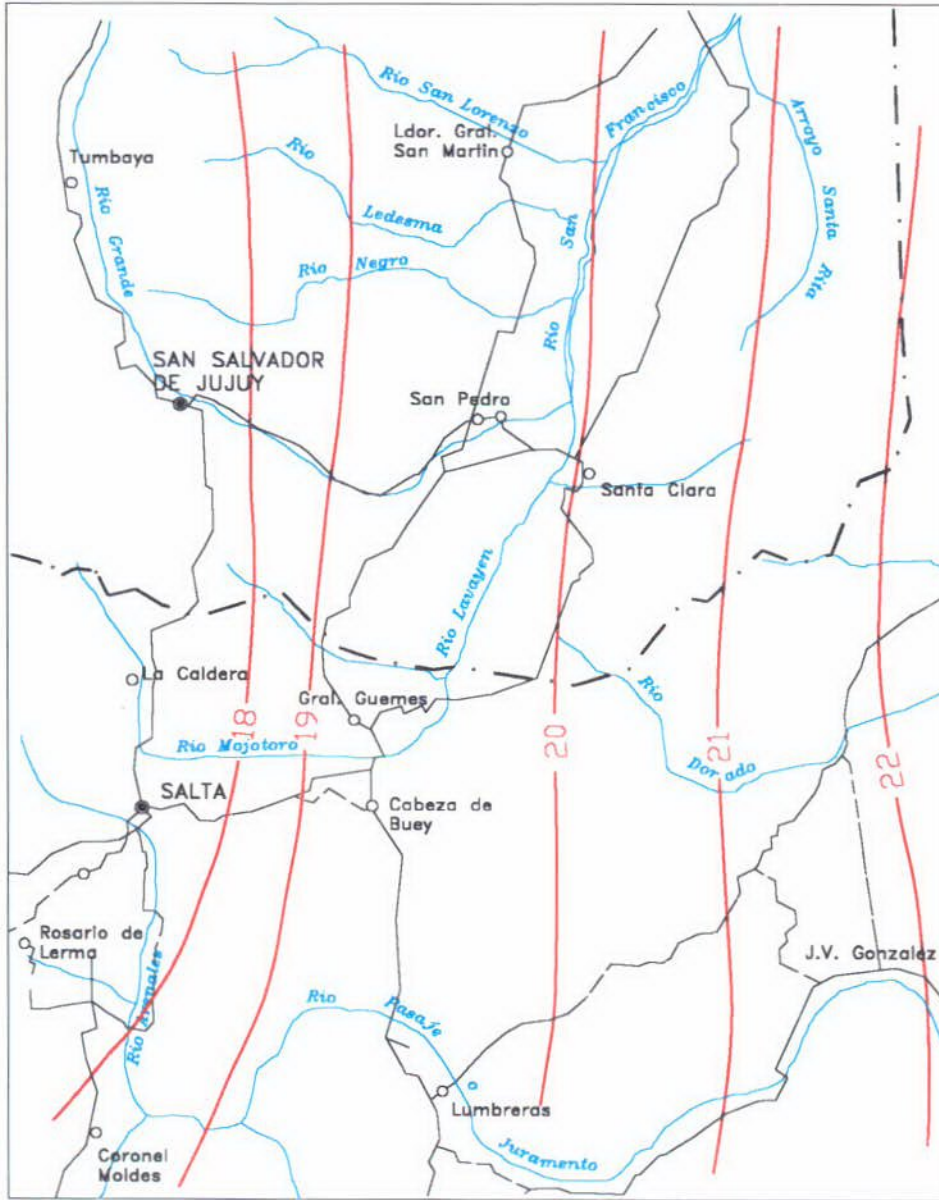 Río San Lorenzo
Francisco
Arroyo Santa Rita
Ldor. Gral.
San Martin
Tumbaya
Río
Ledesma
San
Río Grande
Río Negro
Río
SAN SALVADOR
DE JUJUY
San Pedro
Santa Clara
Río Lavayen
La Caldera
Gral. Guemes
Río
18
19
20
21
22
Río Mojotoro
Dorado
SALTA
Cabeza de
Buey
Rosario de
Lerma
J.V. Gonzalez
Río Arenales
Río
Pasaje
Lumbreras
Juramento
Coronel
Moldes